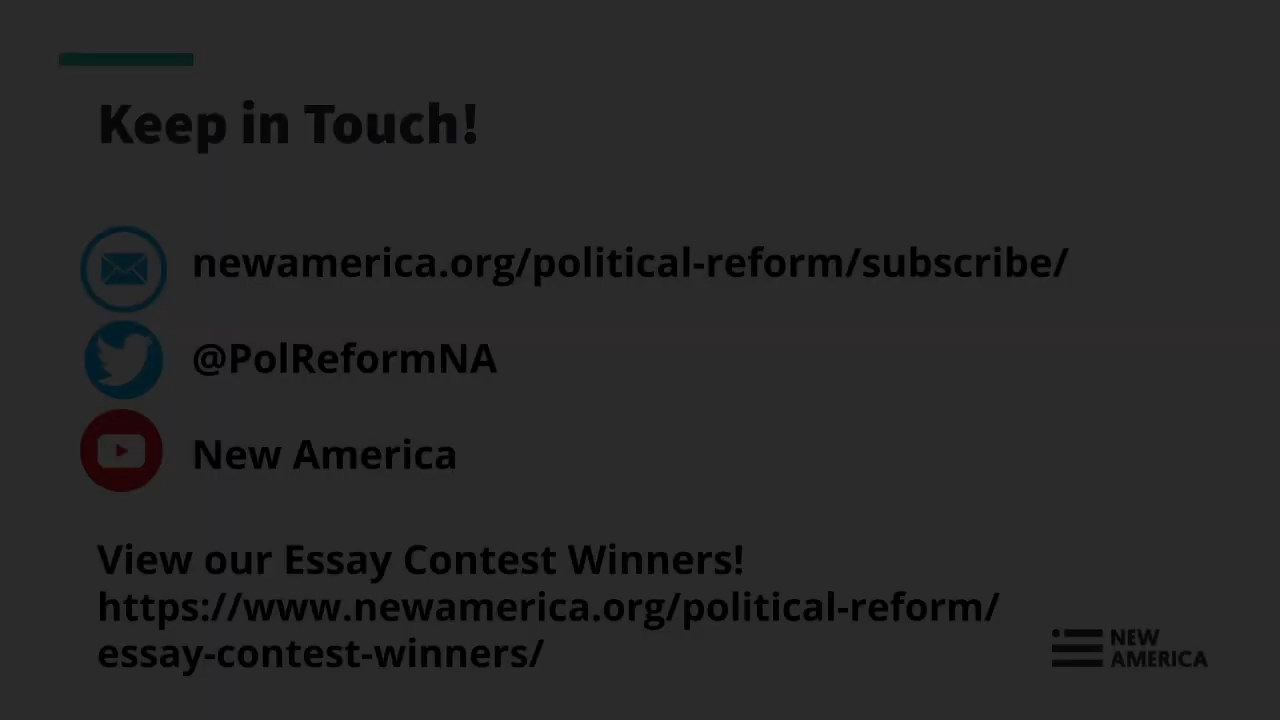 Keep in Touch!
newamerica.org/political-reform/subscribe/
@PolReformNA
New America
View our Essay Contest Winners!
https://www.newamerica.org/political-reform/
essay-contest-winners/
NEW
AMERICA